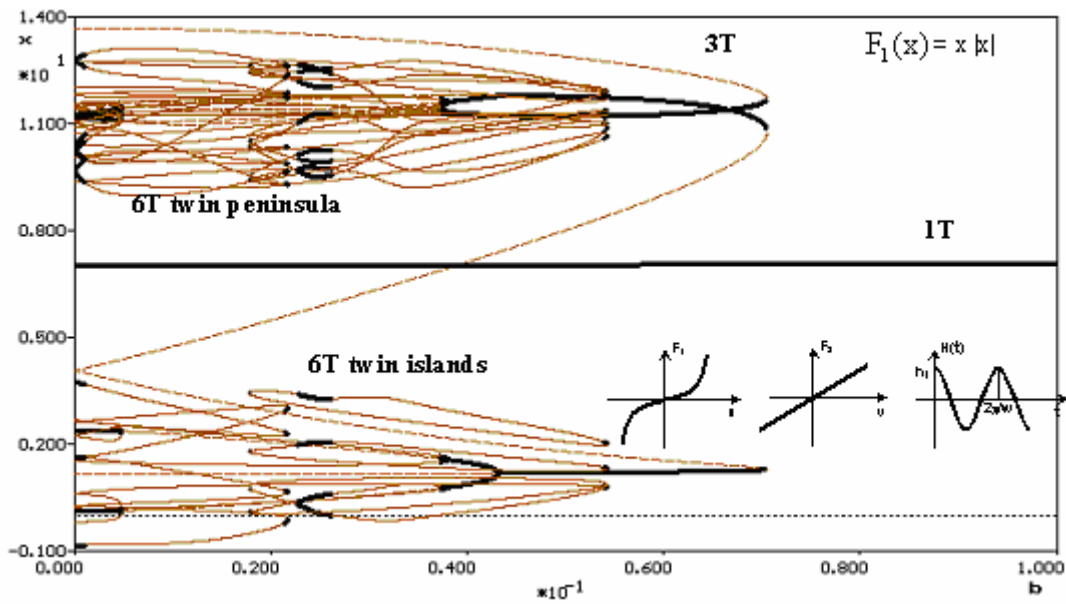 1.400
x
1
*10
1.100
0.800
0.500
0.200
-0.100
3T
F₁(x) = x |x|
6T twin peninsula
1T
6T twin islands
F₁
F₂
υ
H(t)
h₁
2π/ω
0.000
0.200
0.400
0.600
0.800
1.000
*10⁻¹
b